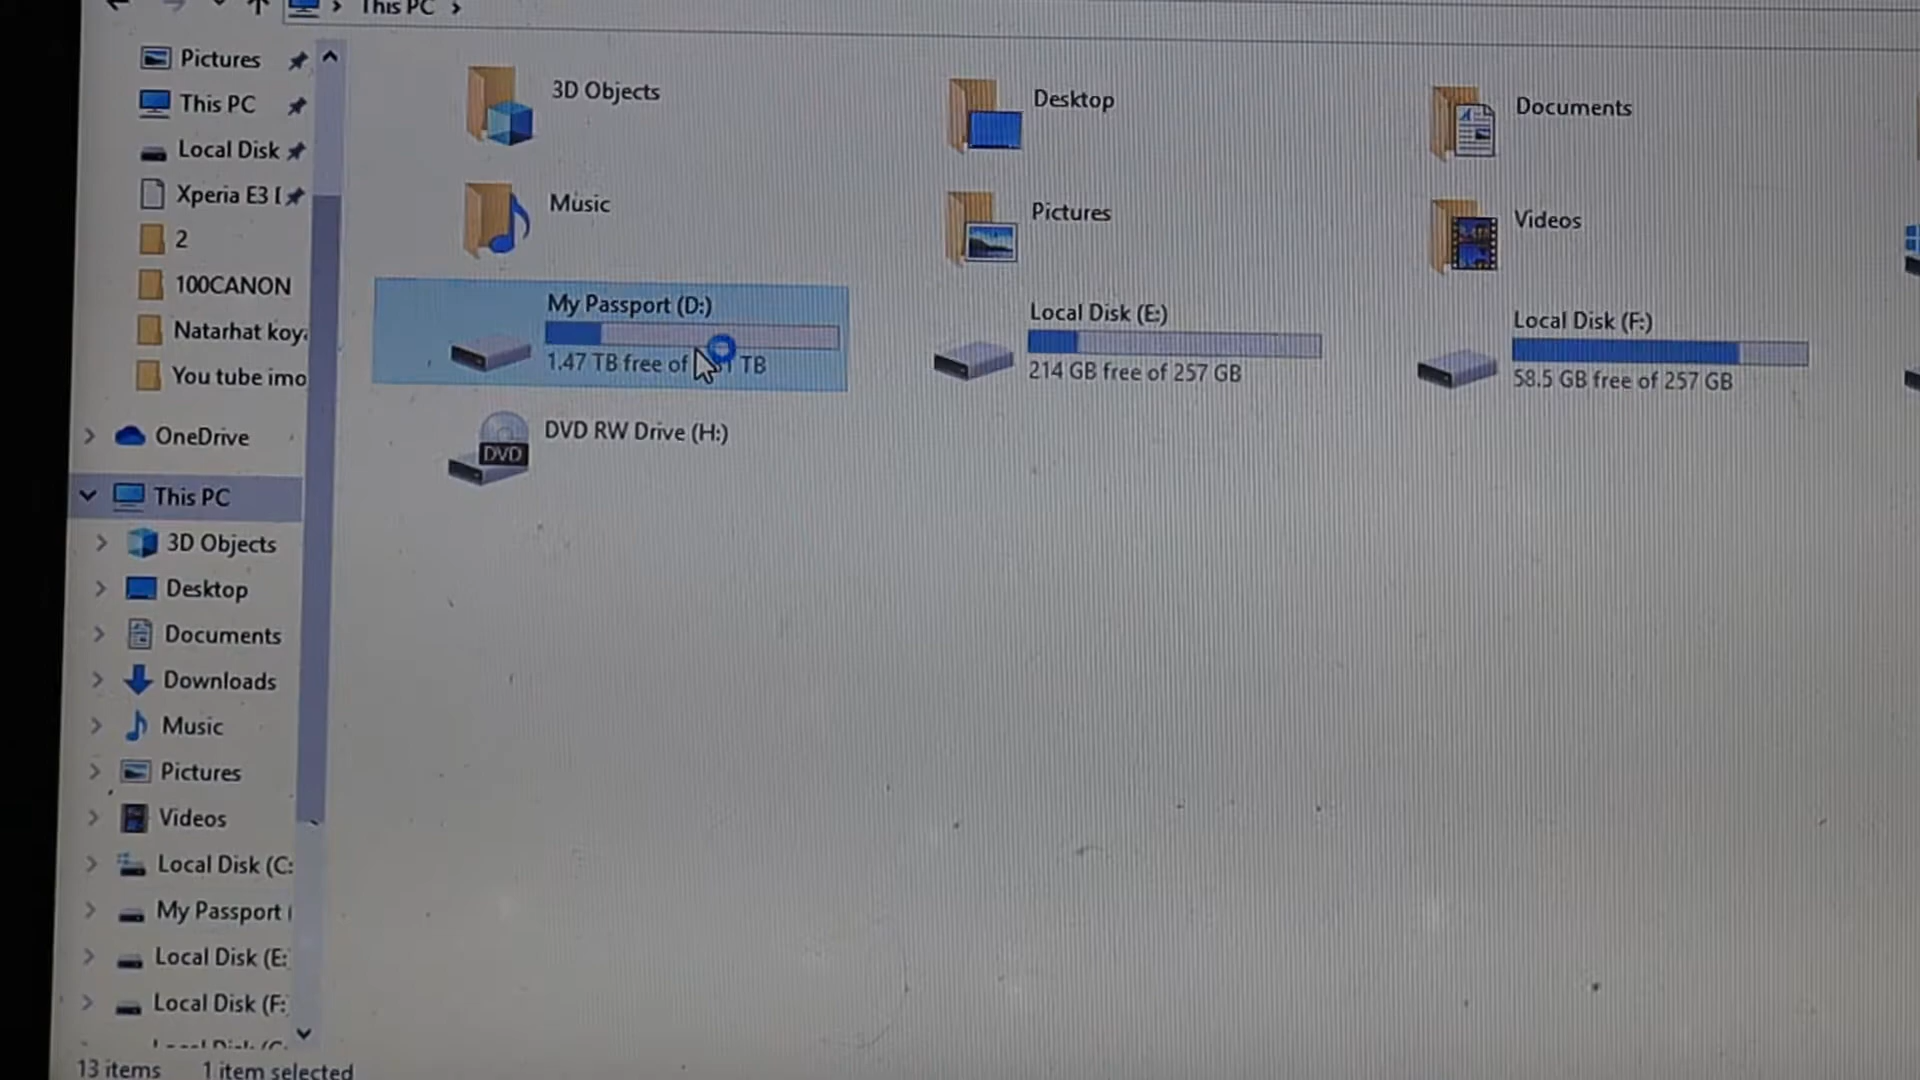 This PC
Pictures
This PC
Local Disk
Xperia E3
2
100CANON
Natarhat koy
You tube imo
OneDrive
This PC
3D Objects
Desktop
Documents
Downloads
Music
Pictures
Videos
Local Disk (C:
My Passport (
Local Disk (E:
Local Disk (F:
3D Objects
Desktop
Documents
Music
Pictures
Videos
My Passport (D:)
1.47 TB free of TB
Local Disk (E:)
214 GB free of 257 GB
Local Disk (F:)
58.5 GB free of 257 GB
DVD RW Drive (H:)
DVD
13 items 1 item selected